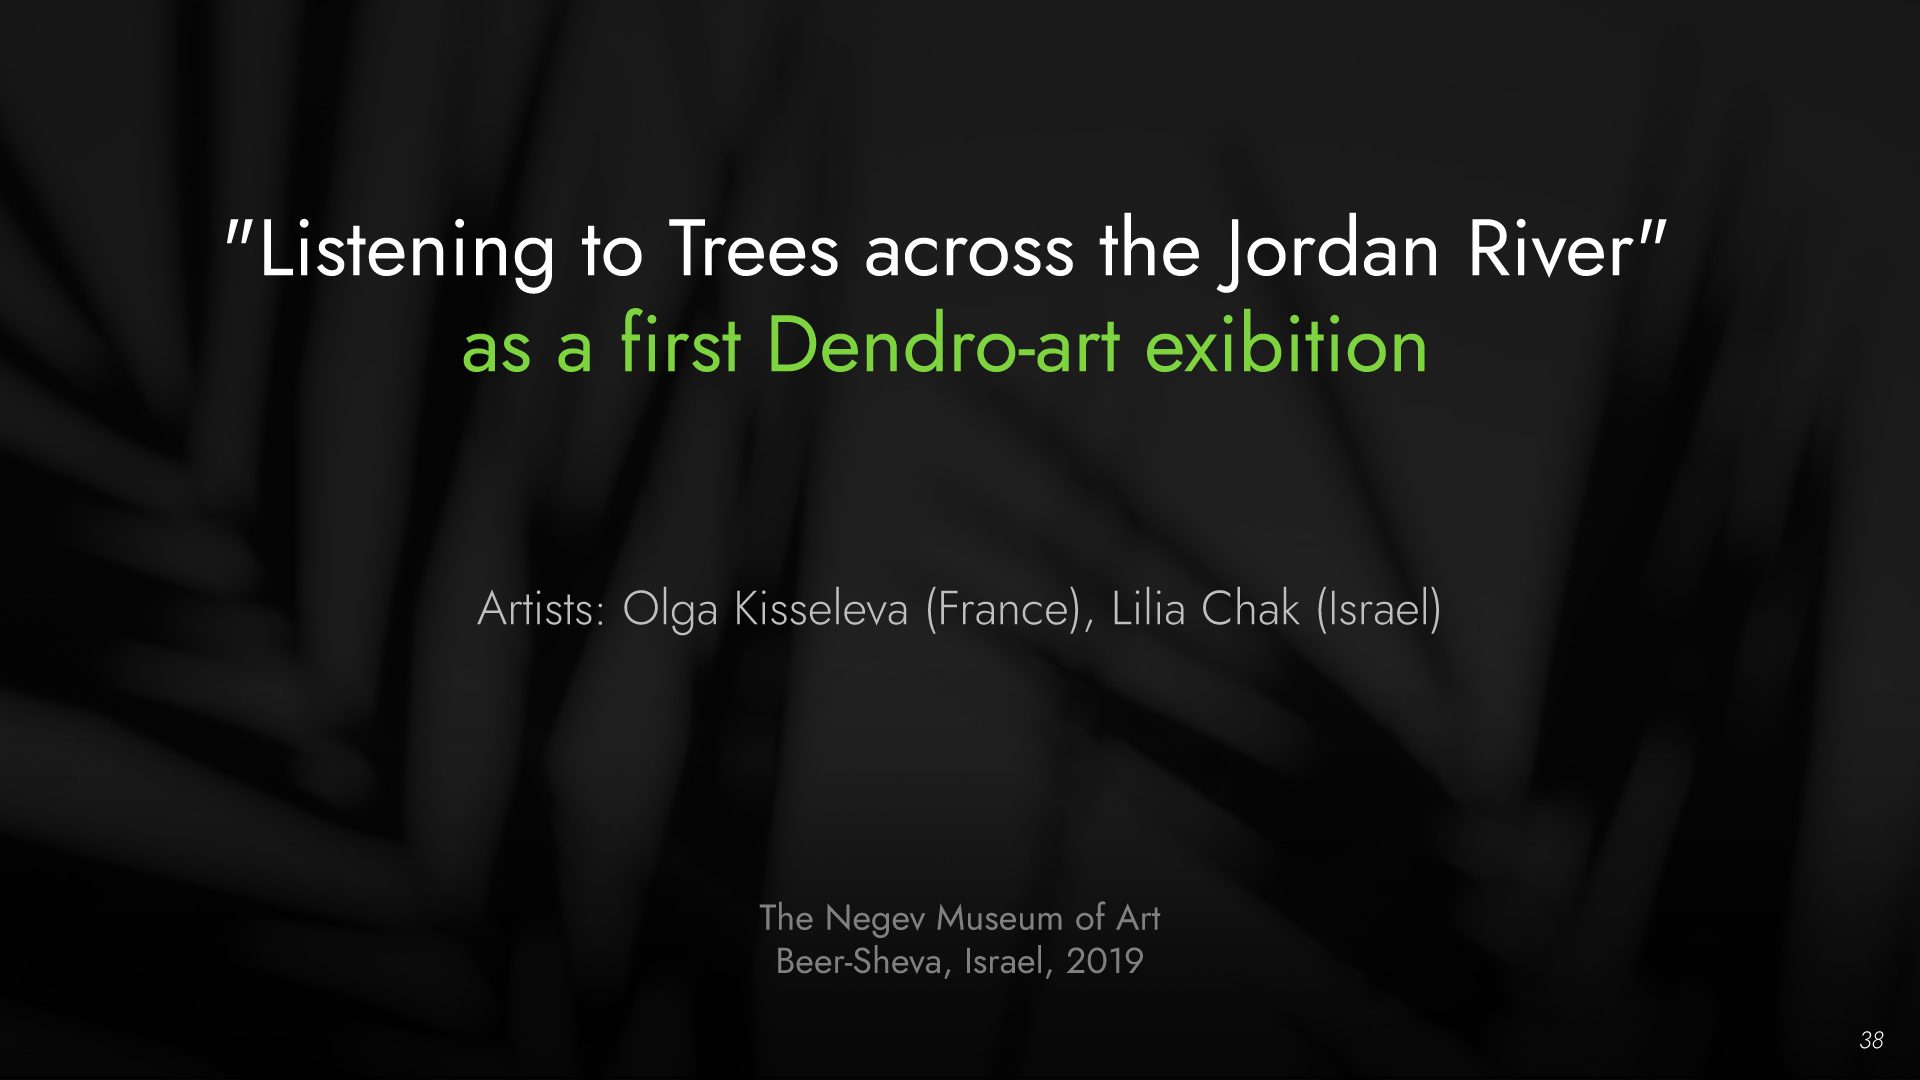 "Listening to Trees across the Jordan River"
as a first Dendro-art exibition
Artists: Olga Kisseleva (France), Lilia Chak (Israel)
The Negev Museum of Art
Beer-Sheva, Israel, 2019
38